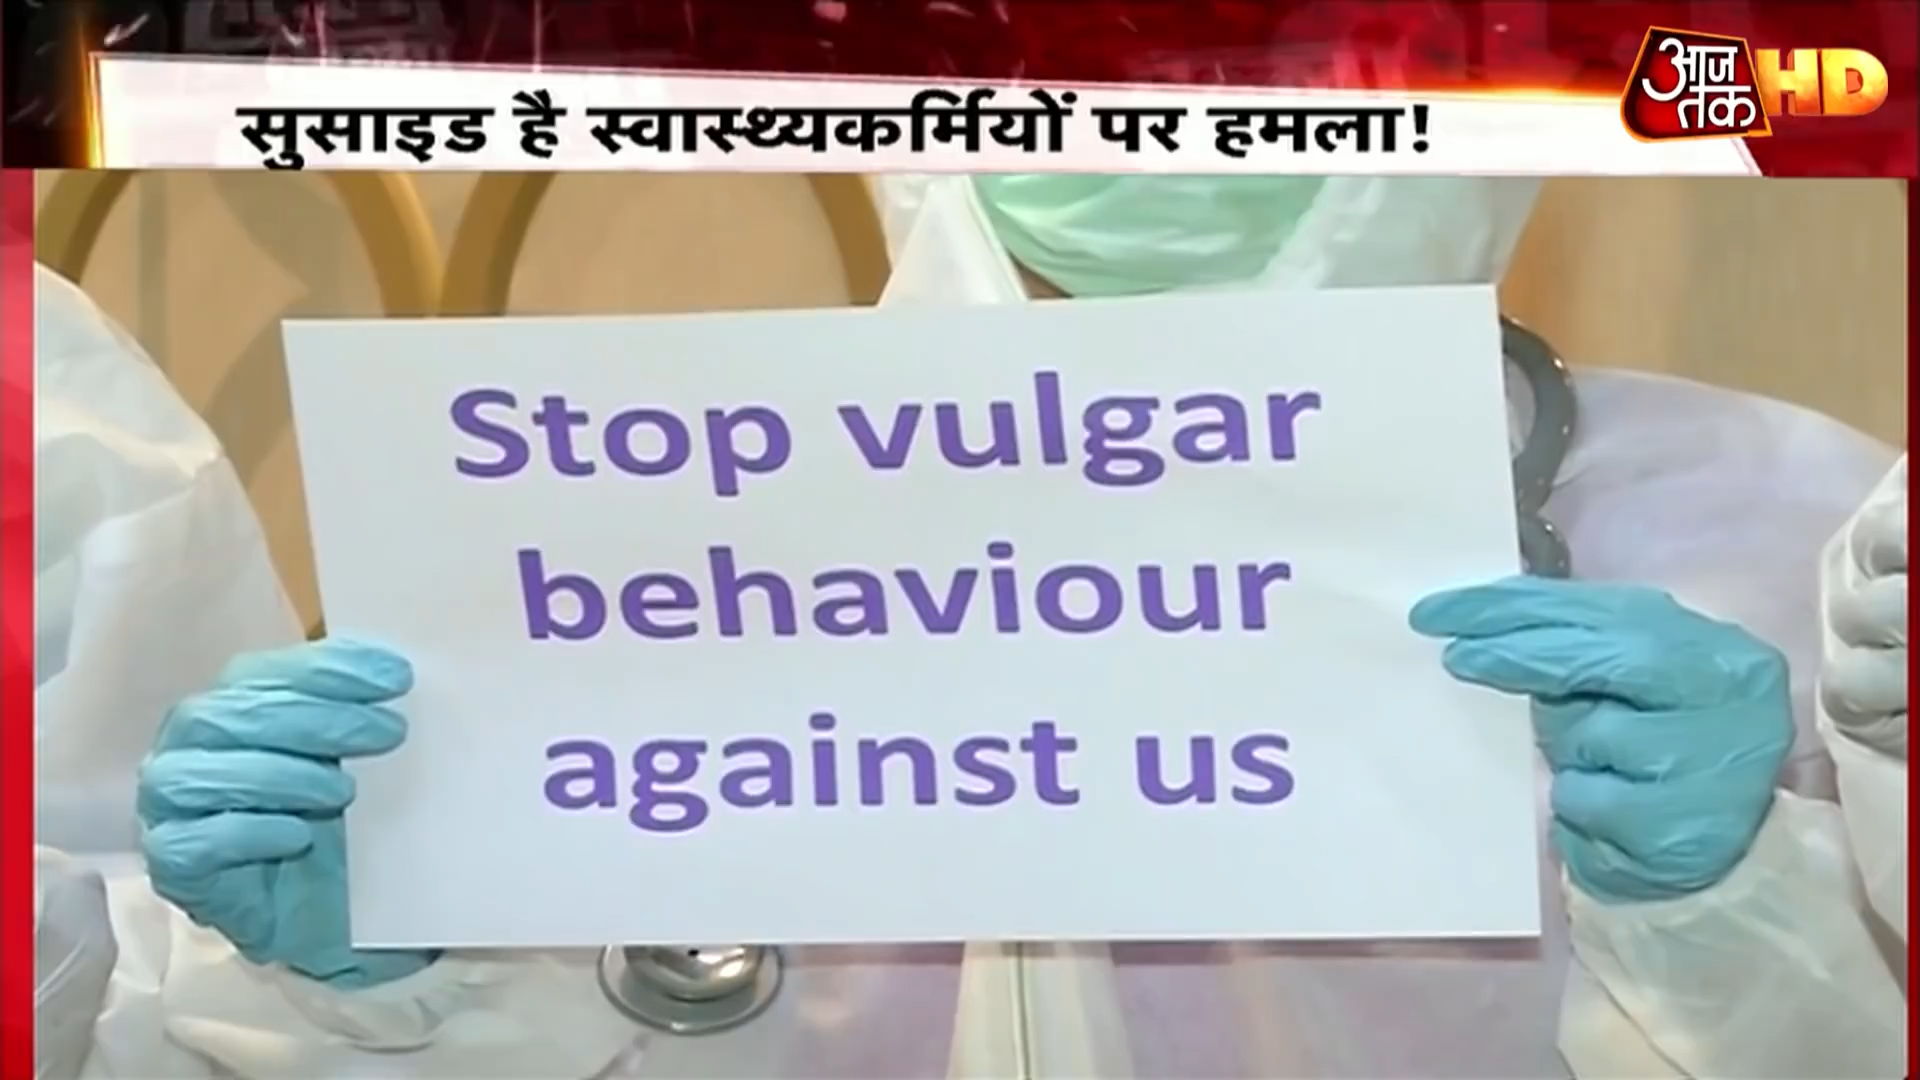 सुसाइड है स्वास्थ्यकर्मियों पर हमला!
आज
तक
HD
Stop vulgar
behaviour
against us